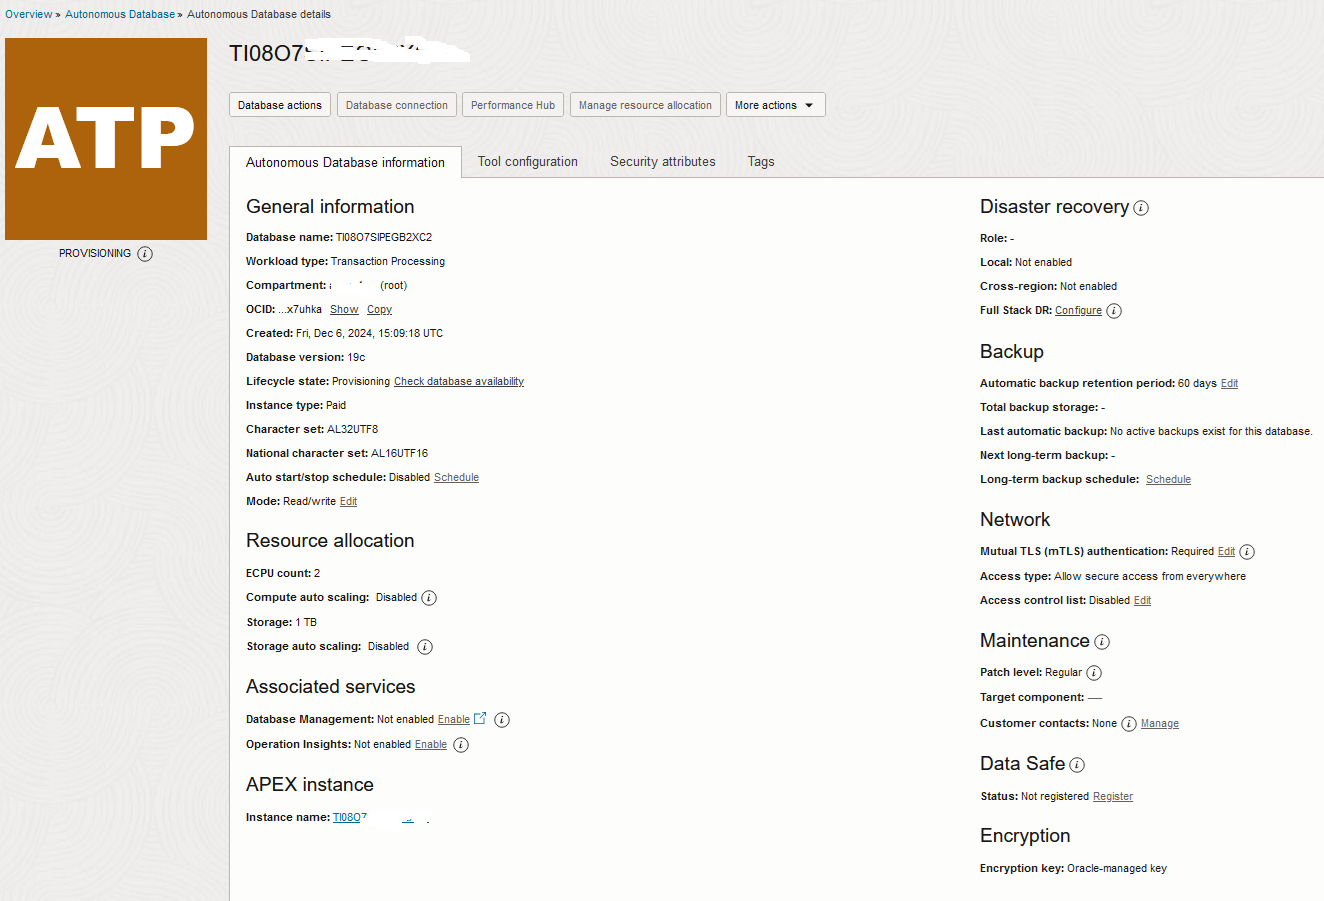 Overview » Autonomous Database » Autonomous Database details
ATP
PROVISIONING
TI08O7
Database actions Database connection Performance Hub Manage resource allocation More actions
Autonomous Database information Tool configuration Security attributes Tags
General information
Database name: TI08O7SIPEGB2XC2
Workload type: Transaction Processing
Compartment: (root)
OCID: ...x7uhka Show Copy
Created: Fri, Dec 6, 2024, 15:09:18 UTC
Database version: 19c
Lifecycle state: Provisioning Check database availability
Instance type: Paid
Character set: AL32UTF8
National character set: AL16UTF16
Auto start/stop schedule: Disabled Schedule
Mode: Read/write Edit
Resource allocation
ECPU count: 2
Compute auto scaling: Disabled
Storage: 1 TB
Storage auto scaling: Disabled
Associated services
Database Management: Not enabled Enable
Operation Insights: Not enabled Enable
APEX instance
Instance name: TI08O7
Disaster recovery
Role: -
Local: Not enabled
Cross-region: Not enabled
Full Stack DR: Configure
Backup
Automatic backup retention period: 60 days Edit
Total backup storage: -
Last automatic backup: No active backups exist for this database.
Next long-term backup: -
Long-term backup schedule: Schedule
Network
Mutual TLS (mTLS) authentication: Required Edit
Access type: Allow secure access from everywhere
Access control list: Disabled Edit
Maintenance
Patch level: Regular
Target component: —
Customer contacts: None Manage
Data Safe
Status: Not registered Register
Encryption
Encryption key: Oracle-managed key